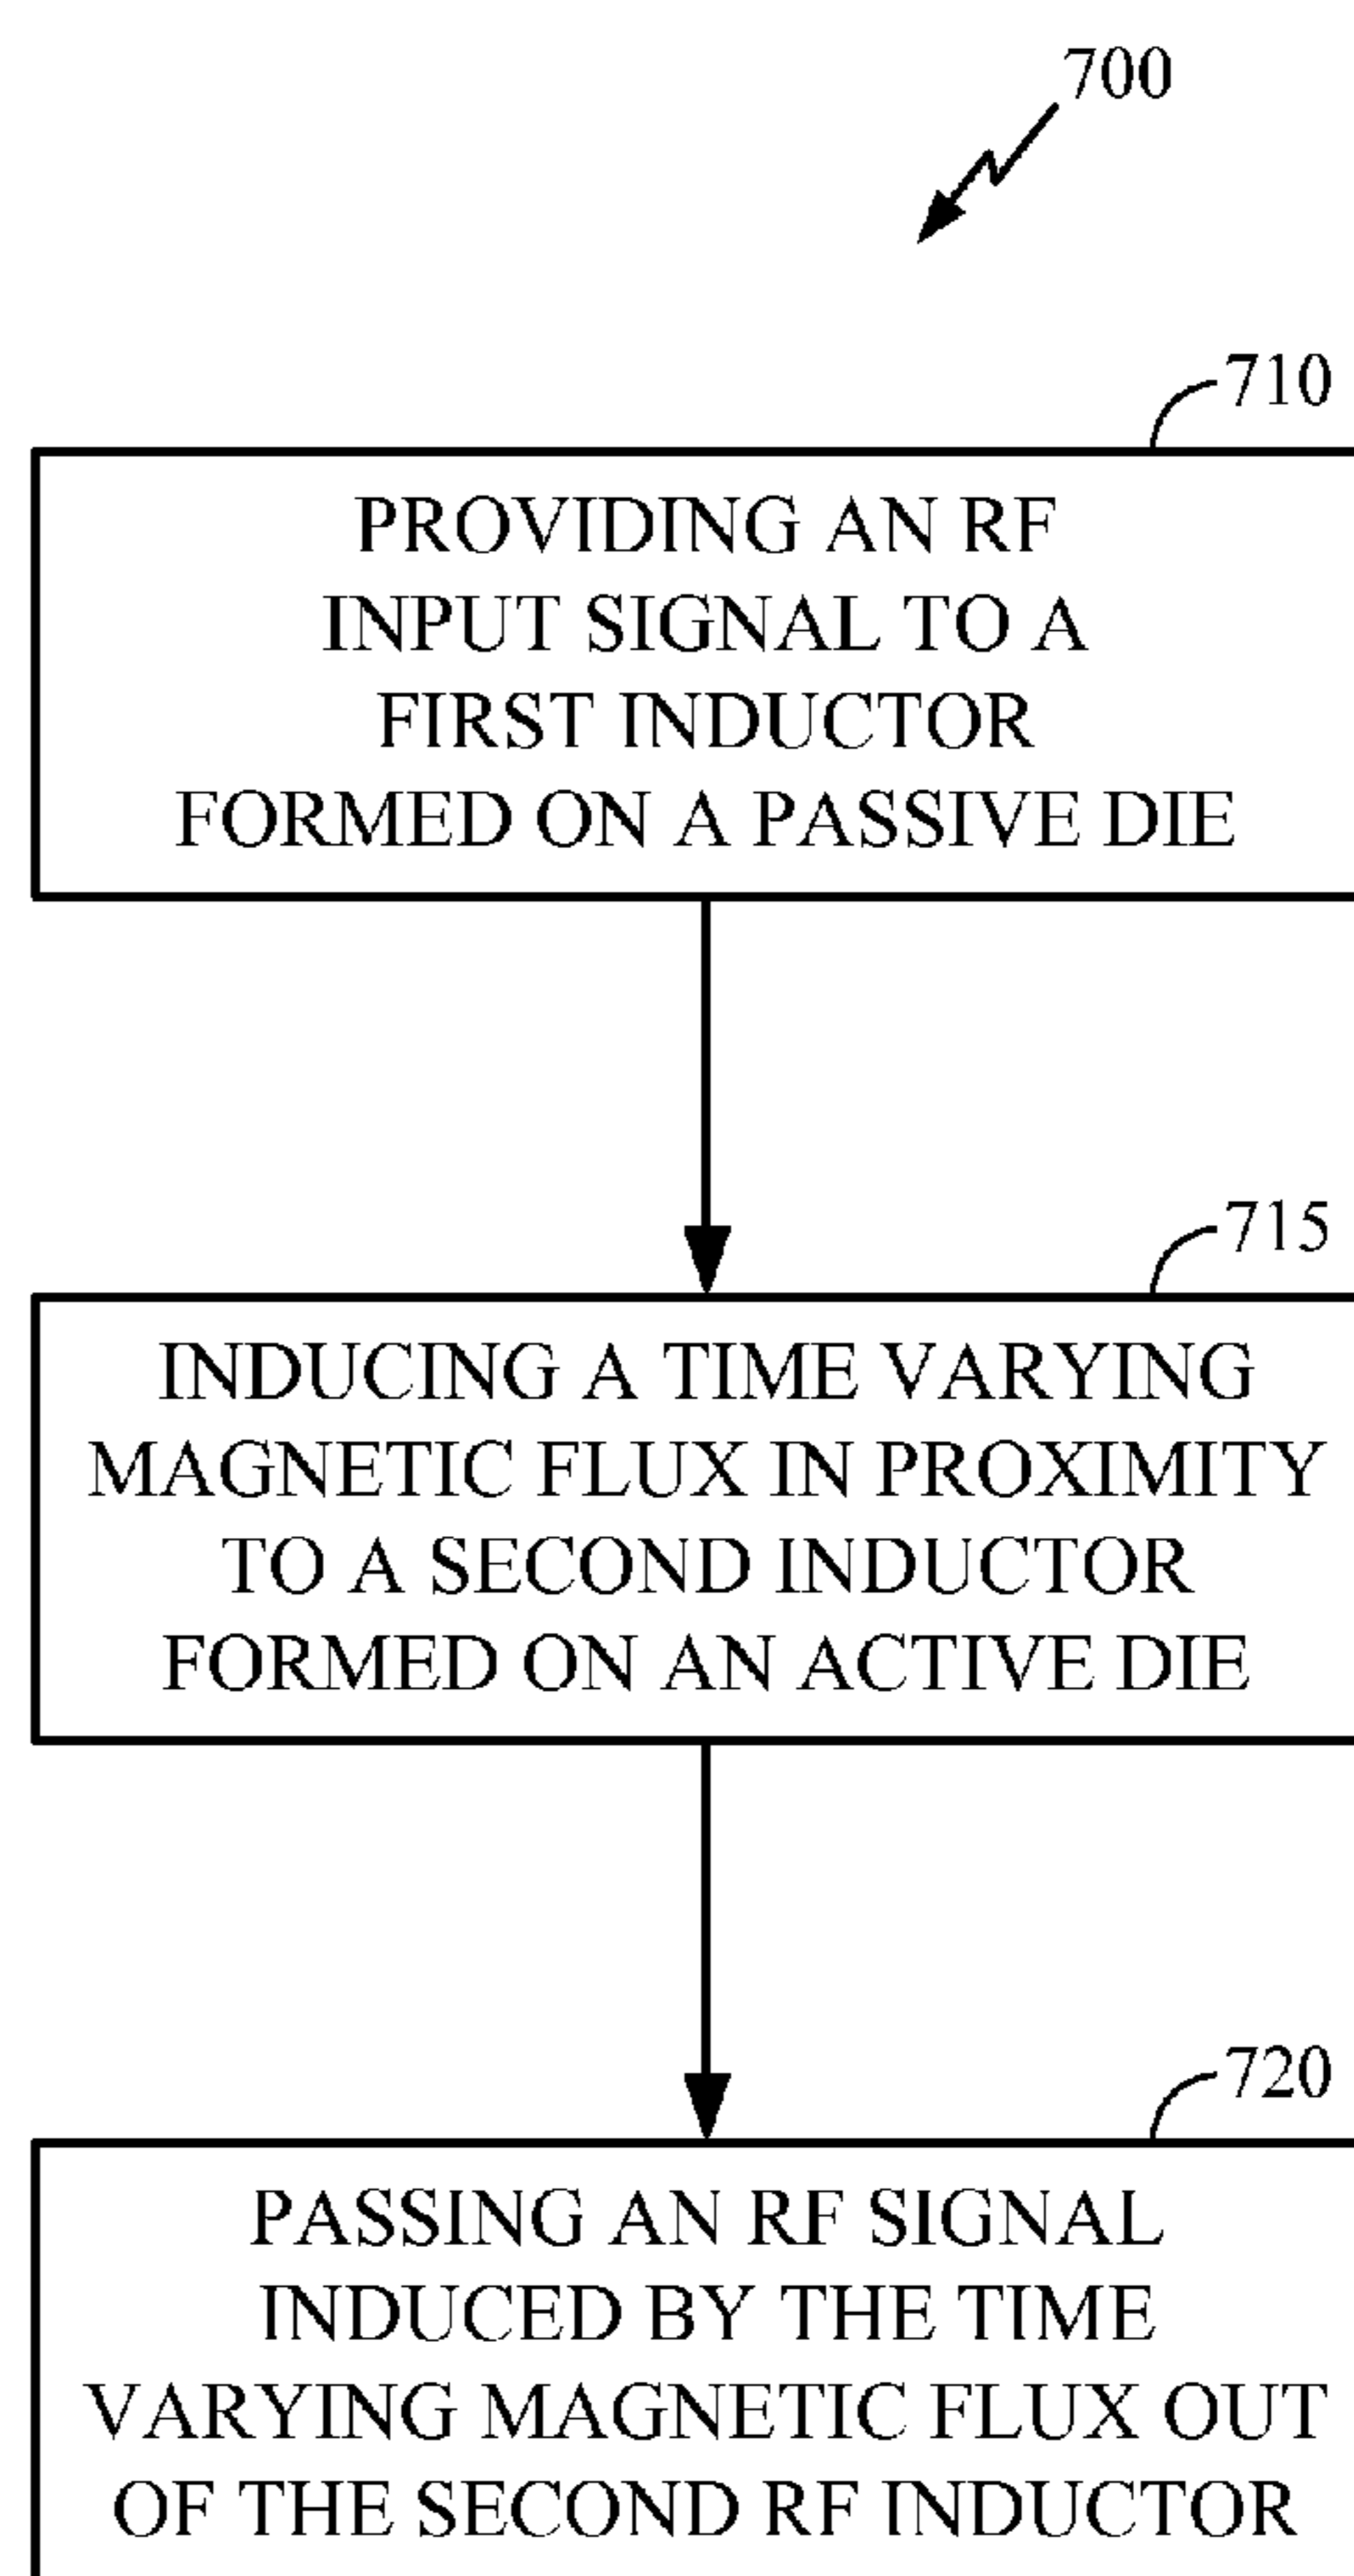 700
710
PROVIDING AN RF
INPUT SIGNAL TO A
FIRST INDUCTOR
FORMED ON A PASSIVE DIE
715
INDUCING A TIME VARYING
MAGNETIC FLUX IN PROXIMITY
TO A SECOND INDUCTOR
FORMED ON AN ACTIVE DIE
720
PASSING AN RF SIGNAL
INDUCED BY THE TIME
VARYING MAGNETIC FLUX OUT
OF THE SECOND RF INDUCTOR